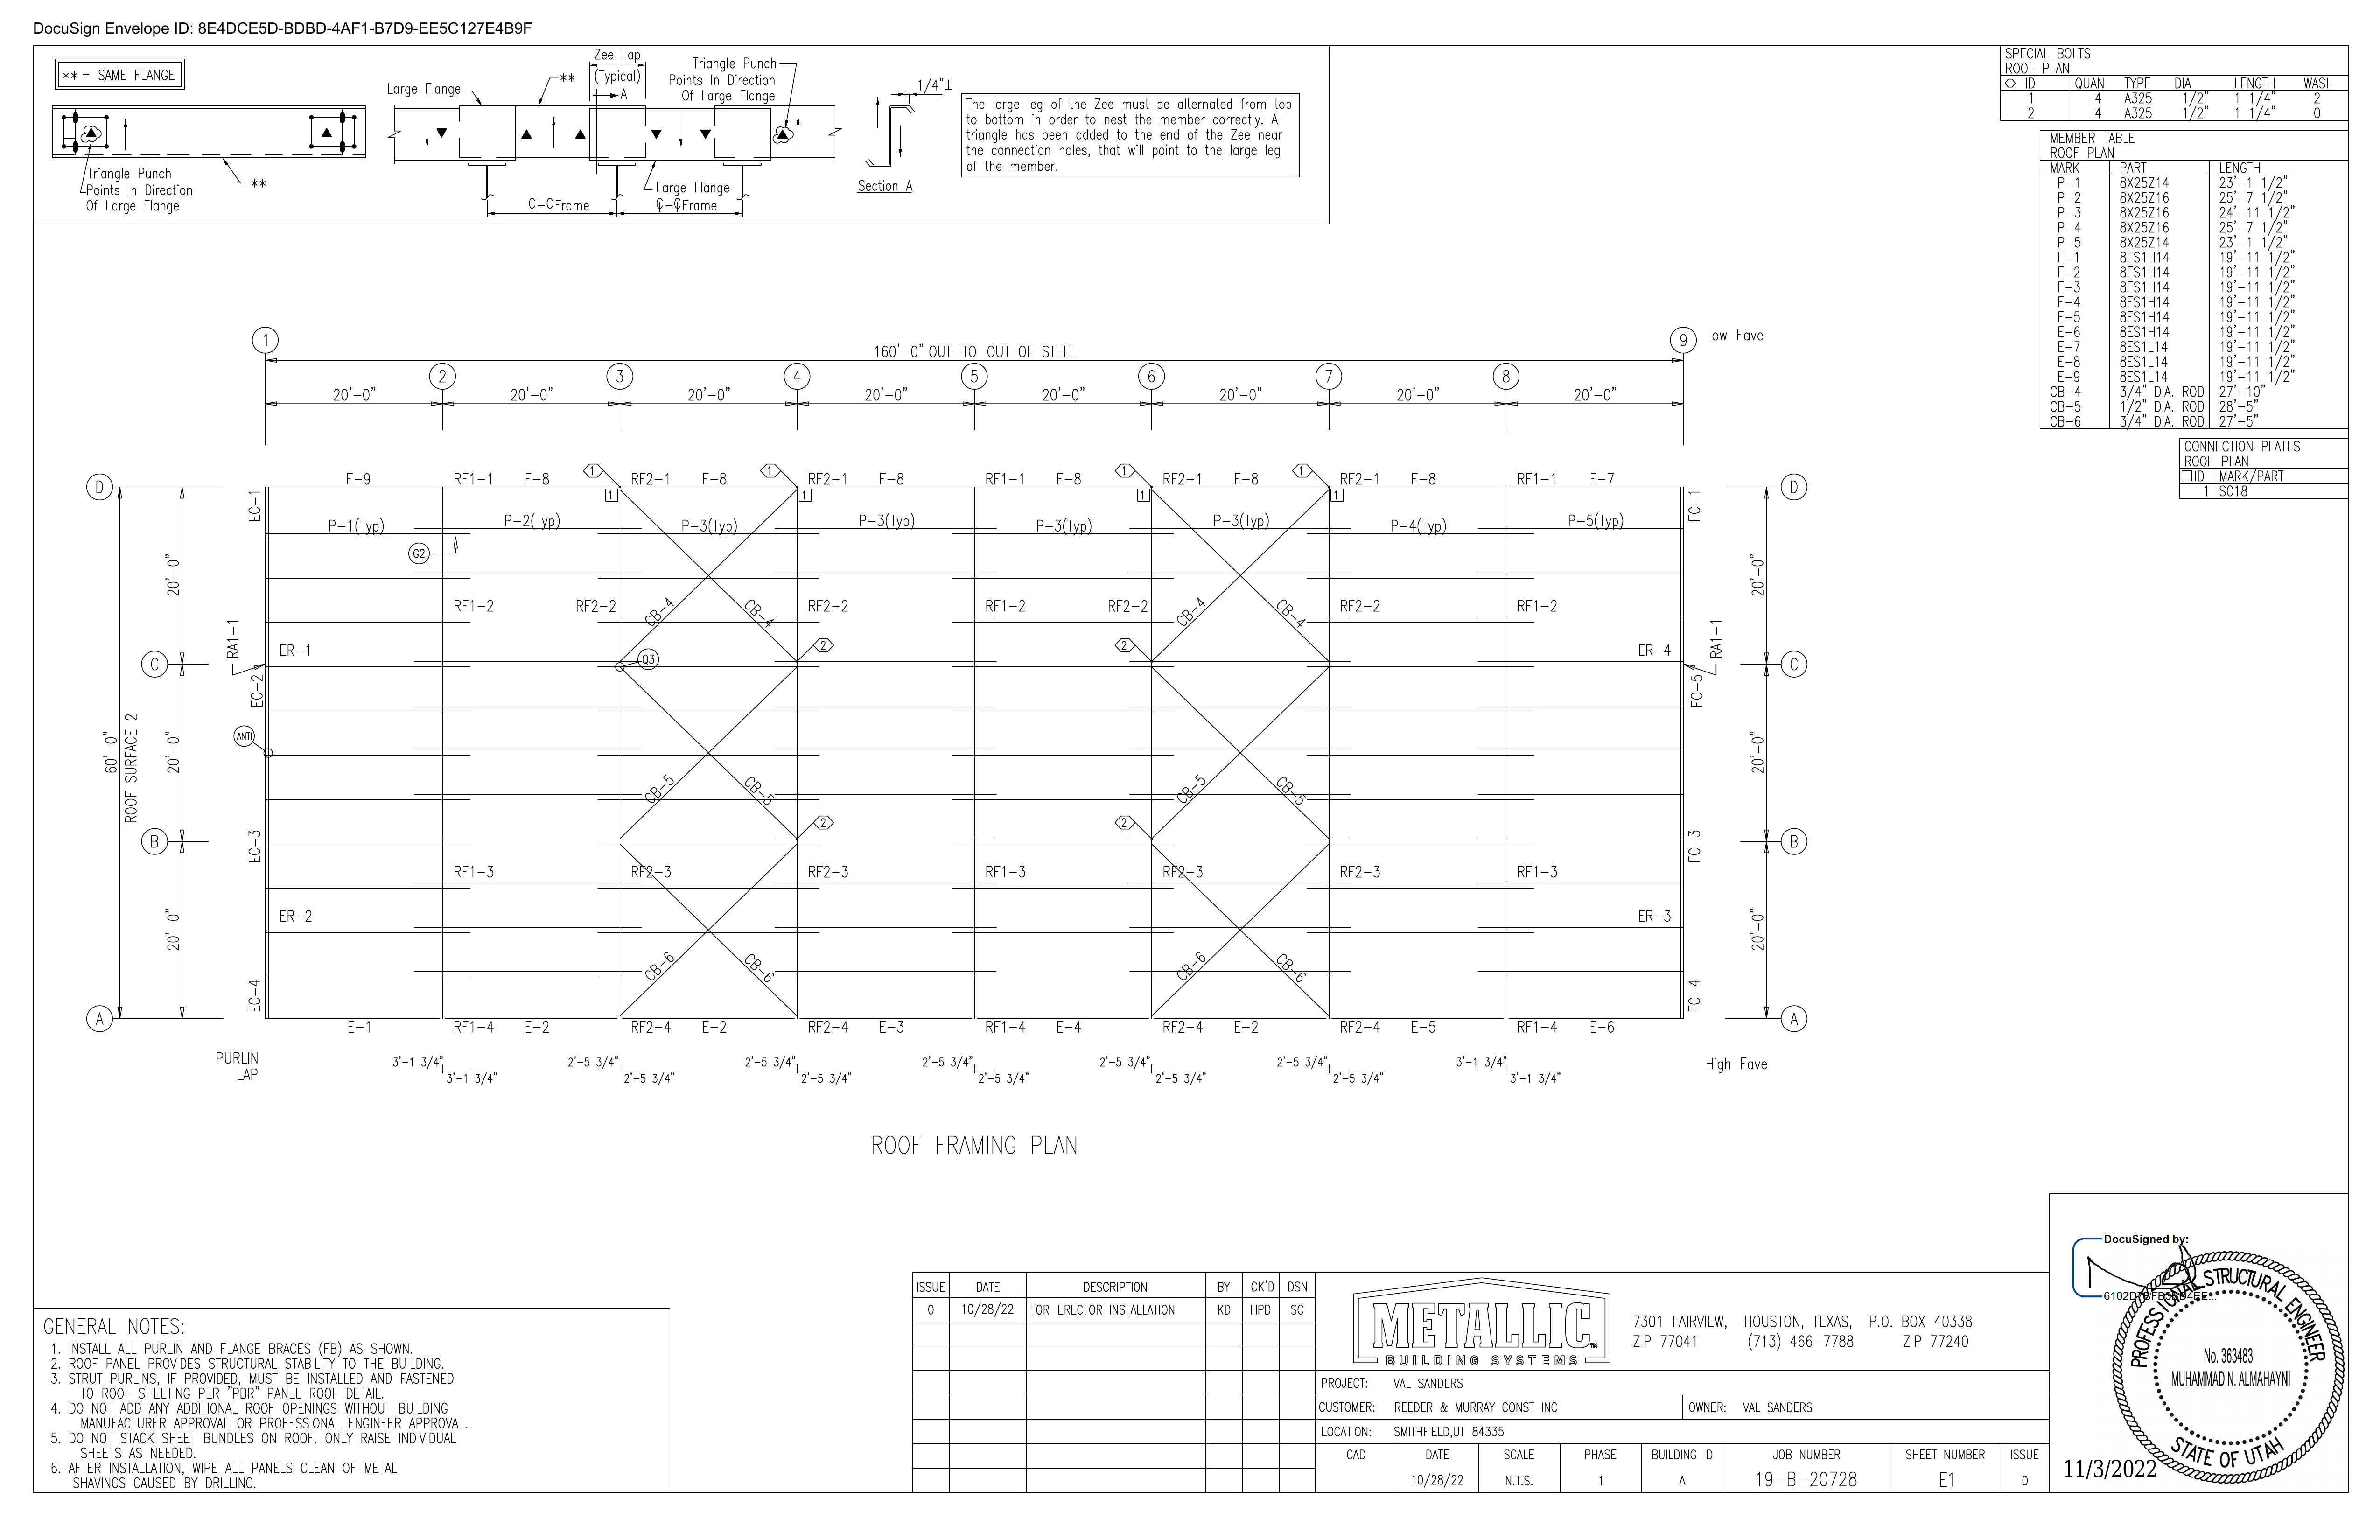 DocuSign Envelope ID: 8E4DCE5D-BDBD-4AF1-B7D9-EE5C127E4B9F
** = SAME FLANGE
Triangle Punch
Points In Direction
Of Large Flange
**
Large Flange
**
Zee Lap
(Typical)
A
Triangle Punch
Points In Direction
Of Large Flange
Large Flange
℄-℄Frame
℄-℄Frame
1/4"±
Section A
The large leg of the Zee must be alternated from top
to bottom in order to nest the member correctly. A
triangle has been added to the end of the Zee near
the connection holes, that will point to the large leg
of the member.
SPECIAL BOLTS
ROOF PLAN
ID QUAN TYPE DIA LENGTH WASH
1 4 A325 1/2" 1 1/4" 2
2 4 A325 1/2" 1 1/4" 0
MEMBER TABLE
ROOF PLAN
MARK PART LENGTH
P-1 8X25Z14 23'-1 1/2"
P-2 8X25Z16 25'-7 1/2"
P-3 8X25Z16 24'-11 1/2"
P-4 8X25Z16 25'-7 1/2"
P-5 8X25Z14 23'-1 1/2"
E-1 8ES1H14 19'-11 1/2"
E-2 8ES1H14 19'-11 1/2"
E-3 8ES1H14 19'-11 1/2"
E-4 8ES1H14 19'-11 1/2"
E-5 8ES1H14 19'-11 1/2"
E-6 8ES1H14 19'-11 1/2"
E-7 8ES1L14 19'-11 1/2"
E-8 8ES1L14 19'-11 1/2"
E-9 8ES1L14 19'-11 1/2"
CB-4 3/4" DIA. ROD 27'-10"
CB-5 1/2" DIA. ROD 28'-5"
CB-6 3/4" DIA. ROD 27'-5"
CONNECTION PLATES
ROOF PLAN
ID MARK/PART
1 SC18
1 9 Low Eave
160'-0" OUT-TO-OUT OF STEEL
2 3 4 5 6 7 8
20'-0" 20'-0" 20'-0" 20'-0" 20'-0" 20'-0" 20'-0" 20'-0"
1 1 1 1
D E-9 RF1-1 E-8 RF2-1 E-8 RF2-1 E-8 RF1-1 E-8 RF2-1 E-8 RF2-1 E-8 RF1-1 E-7 D
1 1 1 1
EC-1 EC-1
P-1(Typ) P-2(Typ) P-3(Typ) P-3(Typ) P-3(Typ) P-3(Typ) P-4(Typ) P-5(Typ)
G2
20'-0" 20'-0"
RF1-2 RF2-2 CB-4 CB-4 RF2-2 RF1-2 RF2-2 CB-4 CB-4 RF2-2 RF1-2
RA1-1 RA1-1
ER-1 2 2 ER-4
C Q3 C
EC-2 EC-5
ANTI
60'-0"
ROOF SURFACE 2
20'-0" 20'-0"
CB-5 CB-5 CB-5 CB-5
2 2
B EC-3 EC-3 B
RF1-3 RF2-3 RF2-3 RF1-3 RF2-3 RF2-3 RF1-3
20'-0" ER-2 ER-3 20'-0"
CB-6 CB-6 CB-6 CB-6
EC-4 EC-4
A A
E-1 RF1-4 E-2 RF2-4 E-2 RF2-4 E-3 RF1-4 E-4 RF2-4 E-2 RF2-4 E-5 RF1-4 E-6
PURLIN
LAP
3'-1 3/4" 2'-5 3/4" 2'-5 3/4" 2'-5 3/4" 2'-5 3/4" 2'-5 3/4" 3'-1 3/4" High Eave
3'-1 3/4" 2'-5 3/4" 2'-5 3/4" 2'-5 3/4" 2'-5 3/4" 2'-5 3/4" 3'-1 3/4"
ROOF FRAMING PLAN
GENERAL NOTES:
1. INSTALL ALL PURLIN AND FLANGE BRACES (FB) AS SHOWN.
2. ROOF PANEL PROVIDES STRUCTURAL STABILITY TO THE BUILDING.
3. STRUT PURLINS, IF PROVIDED, MUST BE INSTALLED AND FASTENED
TO ROOF SHEETING PER "PBR" PANEL ROOF DETAIL.
4. DO NOT ADD ANY ADDITIONAL ROOF OPENINGS WITHOUT BUILDING
MANUFACTURER APPROVAL OR PROFESSIONAL ENGINEER APPROVAL.
5. DO NOT STACK SHEET BUNDLES ON ROOF. ONLY RAISE INDIVIDUAL
SHEETS AS NEEDED.
6. AFTER INSTALLATION, WIPE ALL PANELS CLEAN OF METAL
SHAVINGS CAUSED BY DRILLING.
ISSUE DATE DESCRIPTION BY CK'D DSN
0 10/28/22 FOR ERECTOR INSTALLATION KD HPD SC
METALLIC™
BUILDING SYSTEMS
7301 FAIRVIEW, HOUSTON, TEXAS, P.O. BOX 40338
ZIP 77041 (713) 466-7788 ZIP 77240
PROJECT: VAL SANDERS
CUSTOMER: REEDER & MURRAY CONST INC OWNER: VAL SANDERS
LOCATION: SMITHFIELD,UT 84335
CAD DATE SCALE PHASE BUILDING ID JOB NUMBER SHEET NUMBER ISSUE
10/28/22 N.T.S. 1 A 19-B-20728 E1 0
DocuSigned by:
PROFESSIONAL STRUCTURAL ENGINEER
No. 363483
MUHAMMAD N. ALMAHAYNI
STATE OF UTAH
11/3/2022